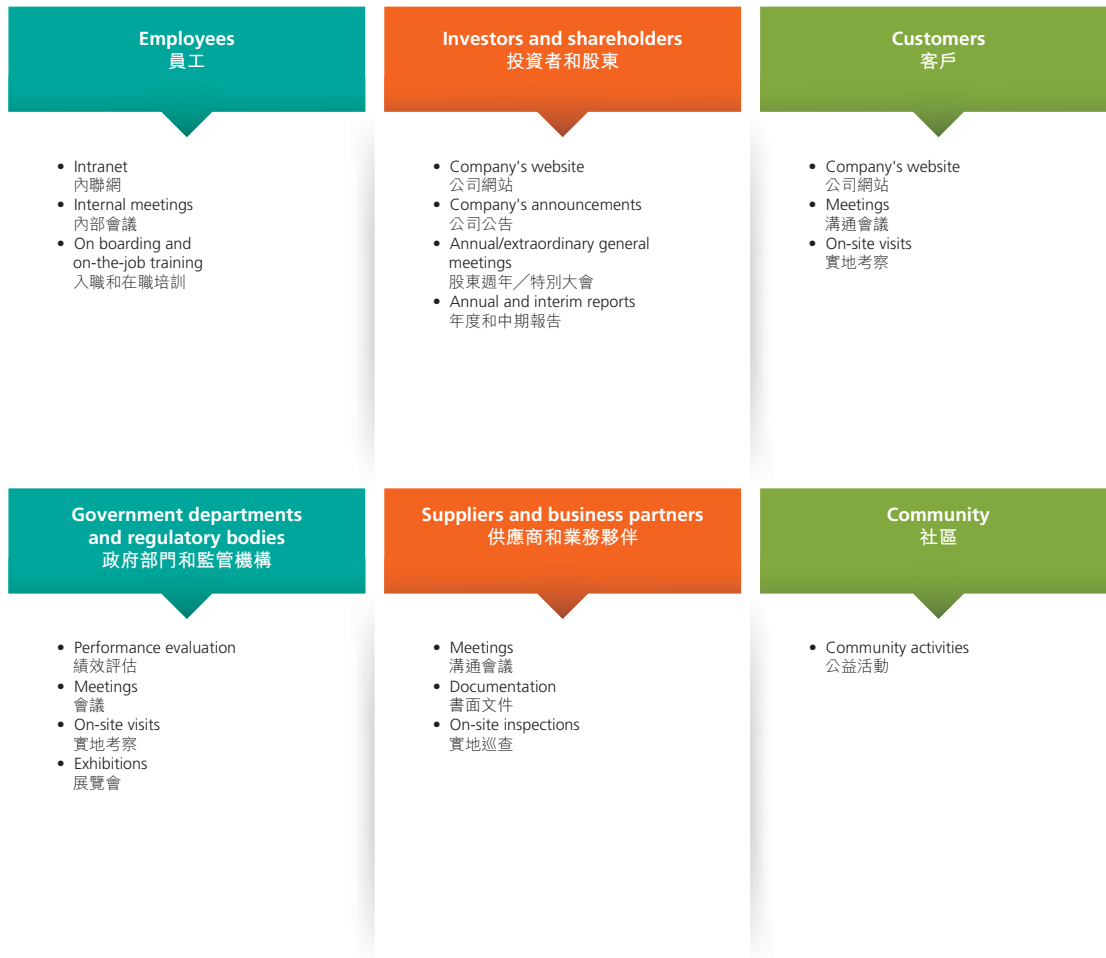 Employees
員工
• Intranet
內聯網
• Internal meetings
內部會議
• On boarding and
on-the-job training
入職和在職培訓
Investors and shareholders
投資者和股東
• Company's website
公司網站
• Company's announcements
公司公告
• Annual/extraordinary general
meetings
股東週年╱特別大會
• Annual and interim reports
年度和中期報告
Customers
客戶
• Company's website
公司網站
• Meetings
溝通會議
• On-site visits
實地考察
Government departments
and regulatory bodies
政府部門和監管機構
• Performance evaluation
績效評估
• Meetings
會議
• On-site visits
實地考察
• Exhibitions
展覽會
Suppliers and business partners
供應商和業務夥伴
• Meetings
溝通會議
• Documentation
書面文件
• On-site inspections
實地巡查
Community
社區
• Community activities
公益活動